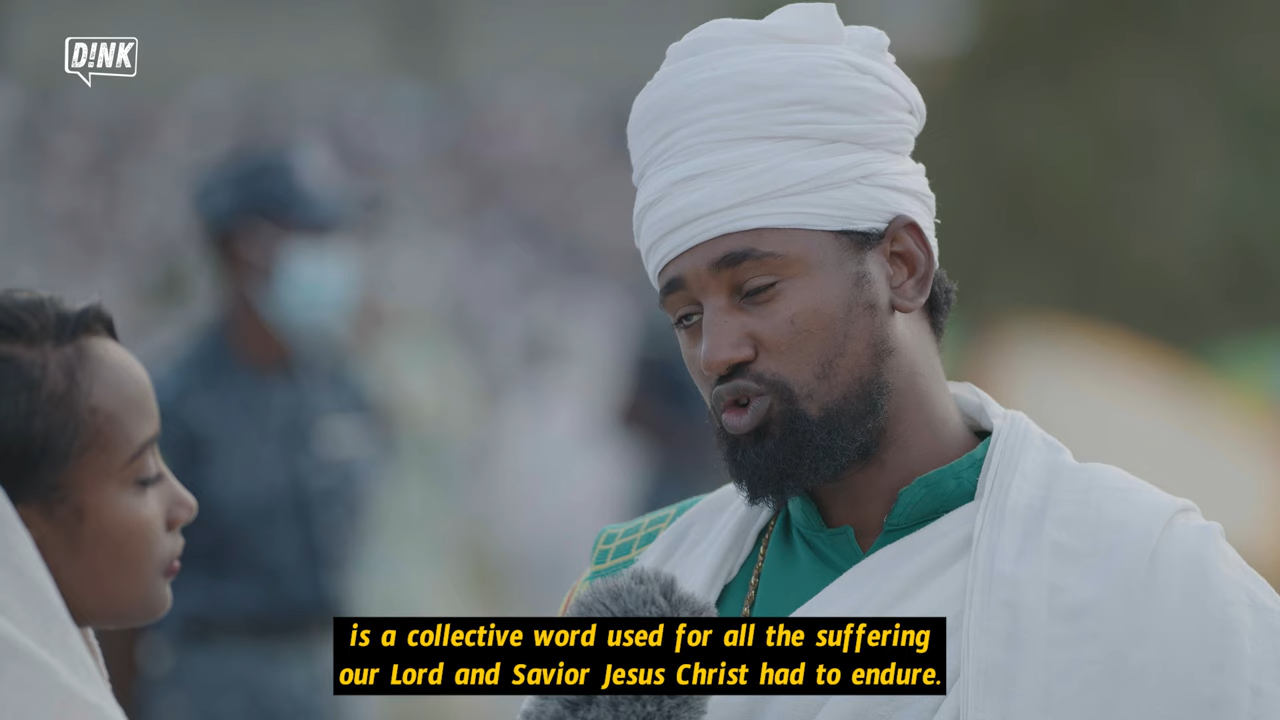 D!NK
is a collective word used for all the suffering
our Lord and Savior Jesus Christ had to endure.